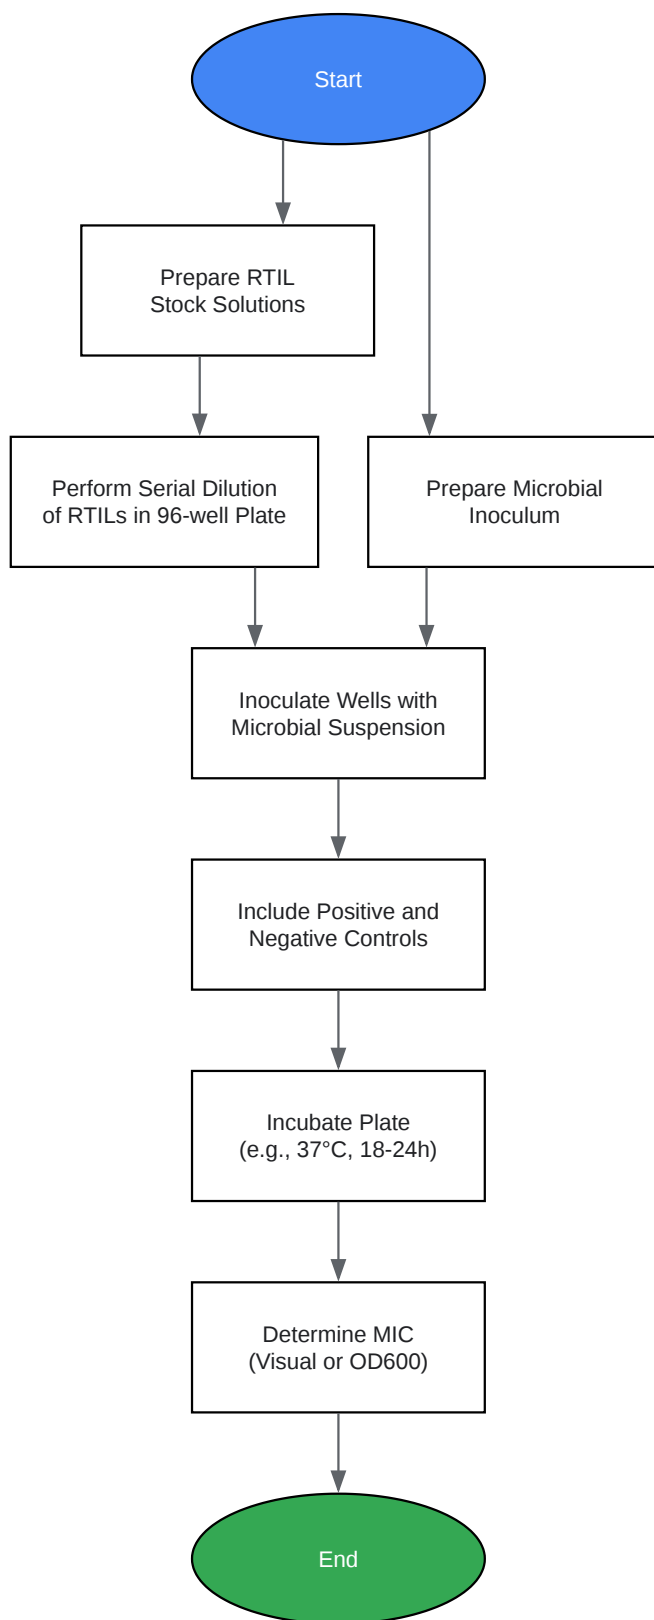 Start
Prepare RTIL
Stock Solutions
Perform Serial Dilution
of RTILs in 96-well Plate
Prepare Microbial
Inoculum
Inoculate Wells with
Microbial Suspension
Include Positive and
Negative Controls
Incubate Plate
(e.g., 37°C, 18-24h)
Determine MIC
(Visual or OD600)
End